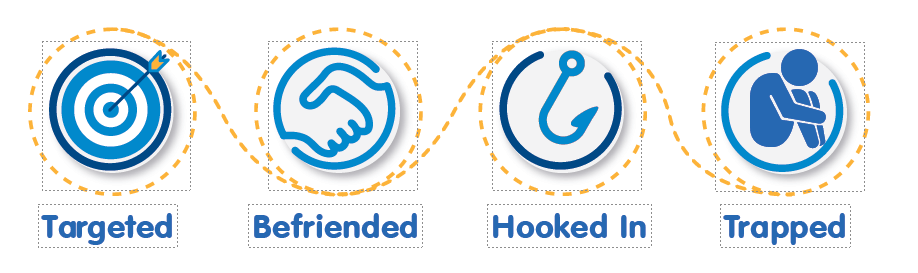 Targeted
Befriended
Hooked In
Trapped